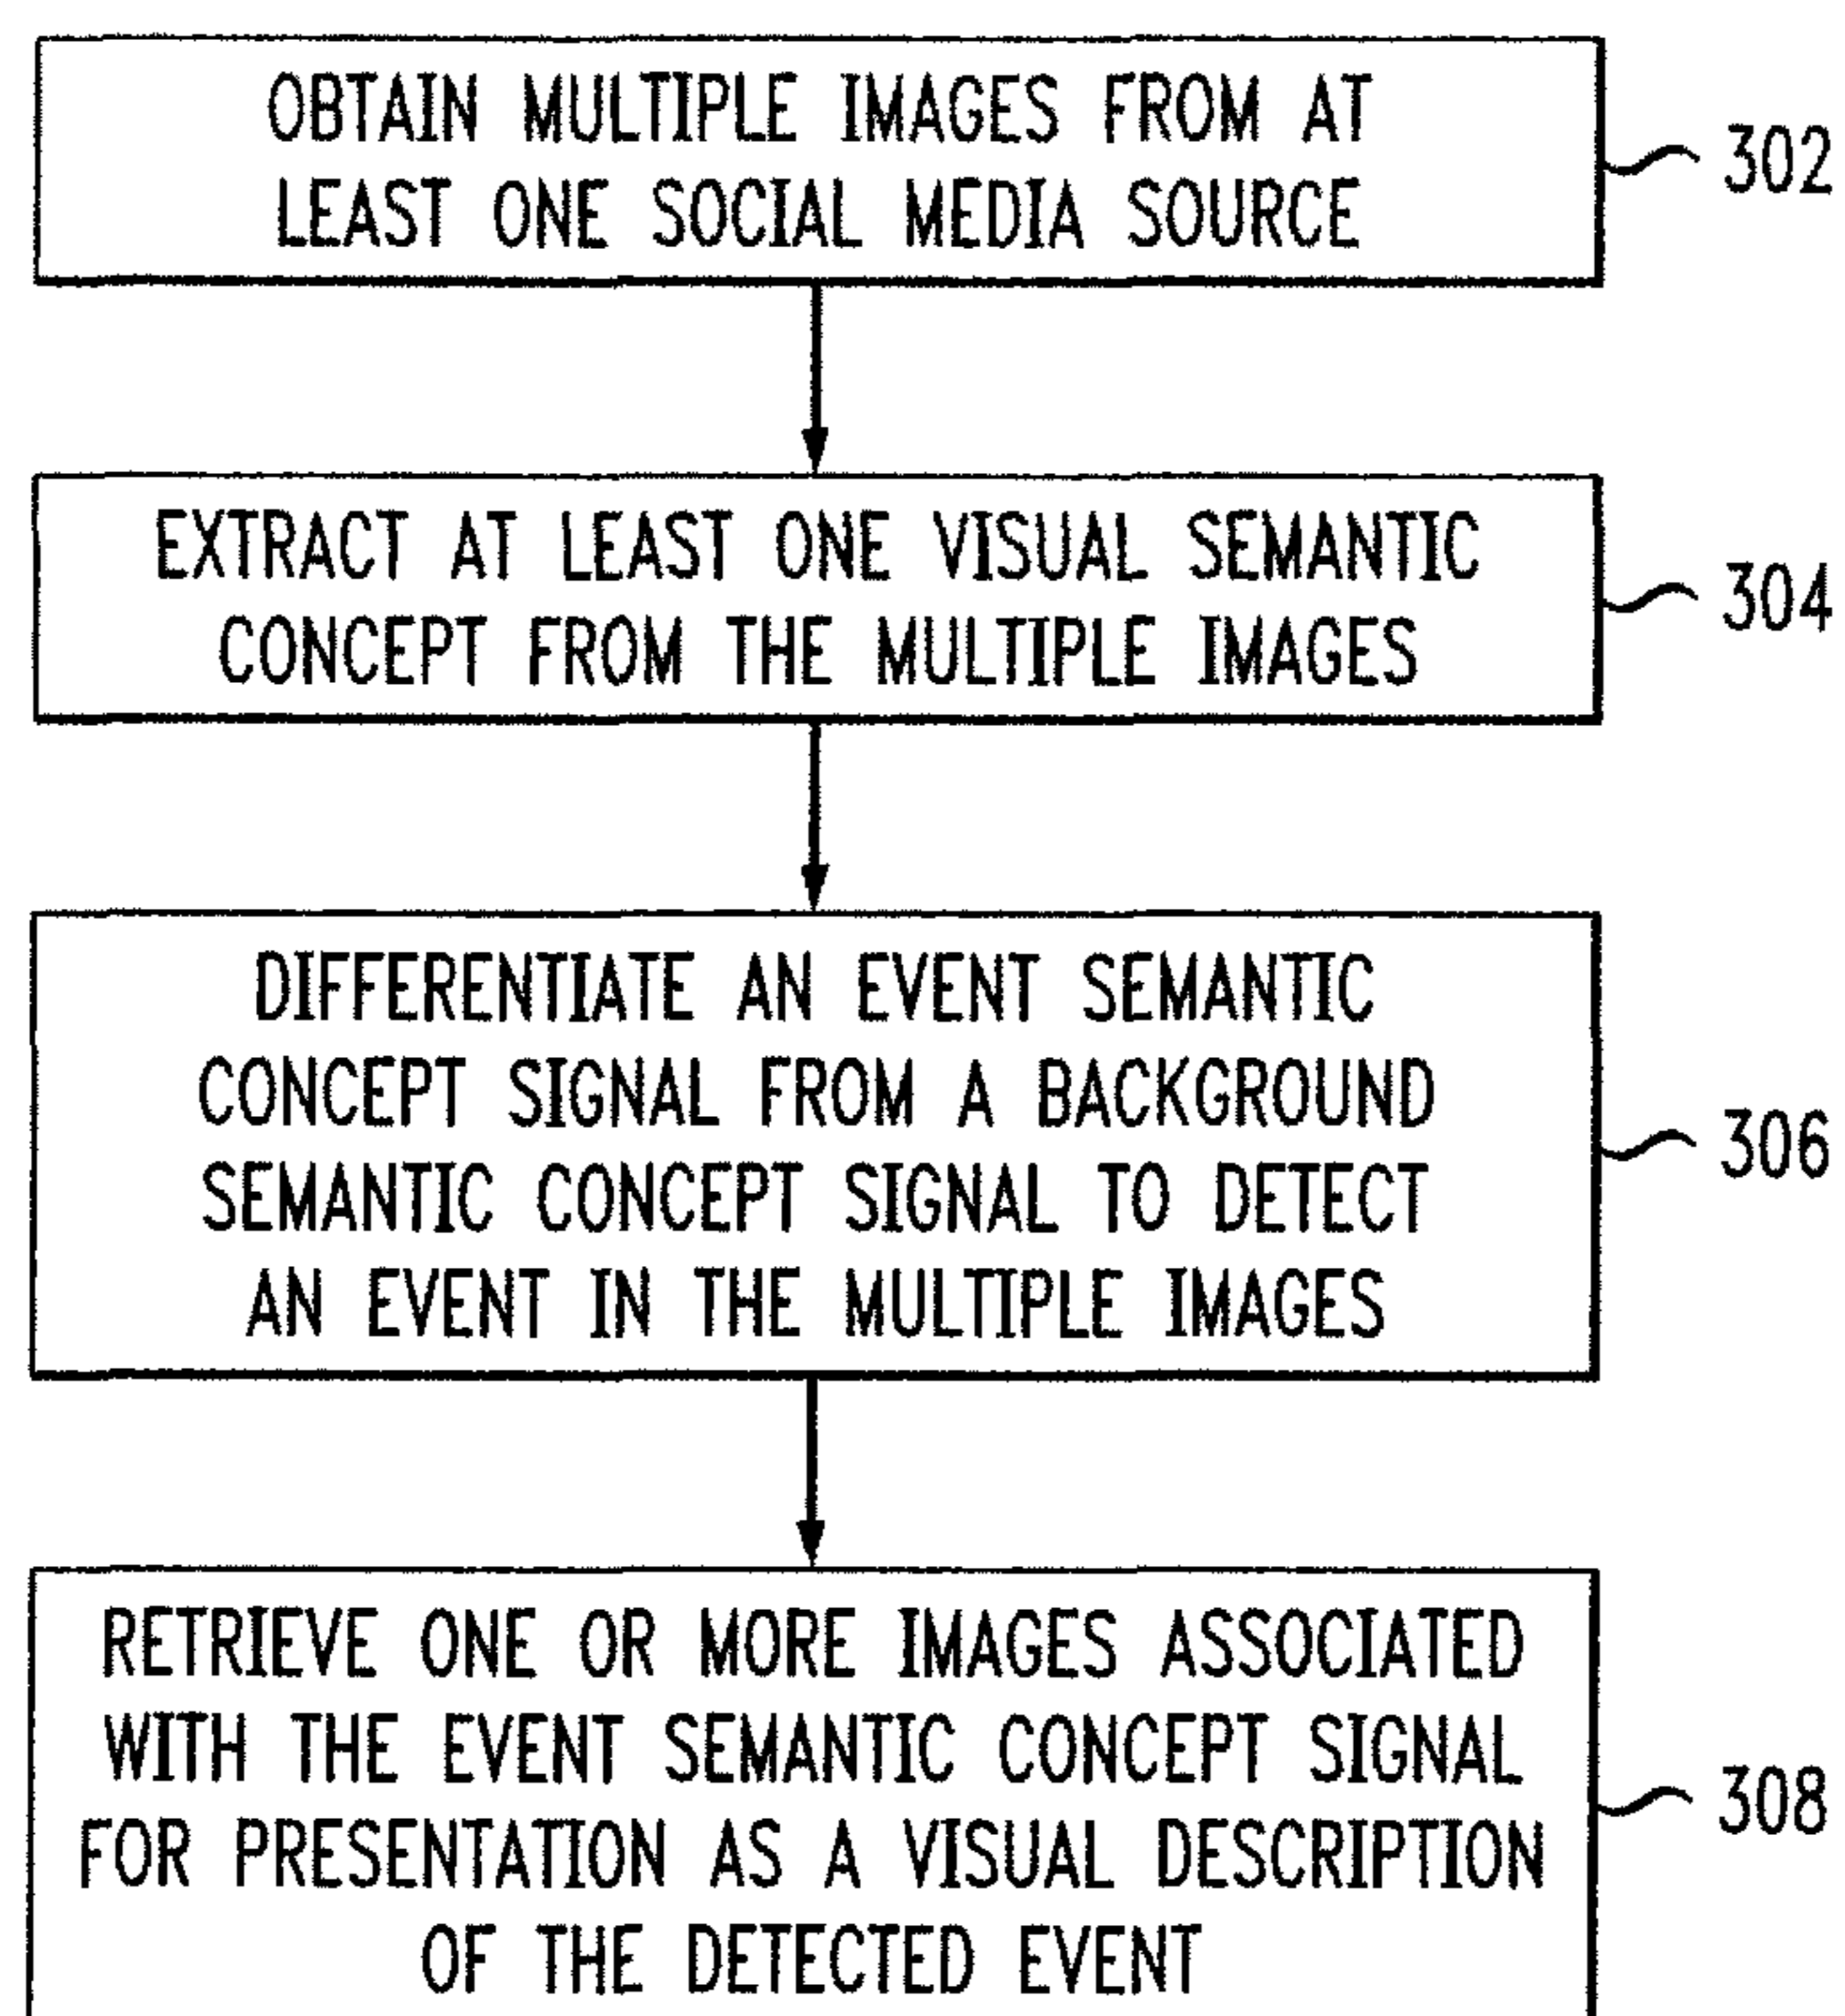 OBTAIN MULTIPLE IMAGES FROM AT
LEAST ONE SOCIAL MEDIA SOURCE
302
EXTRACT AT LEAST ONE VISUAL SEMANTIC
CONCEPT FROM THE MULTIPLE IMAGES
304
DIFFERENTIATE AN EVENT SEMANTIC
CONCEPT SIGNAL FROM A BACKGROUND
SEMANTIC CONCEPT SIGNAL TO DETECT
AN EVENT IN THE MULTIPLE IMAGES
306
RETRIEVE ONE OR MORE IMAGES ASSOCIATED
WITH THE EVENT SEMANTIC CONCEPT SIGNAL
FOR PRESENTATION AS A VISUAL DESCRIPTION
OF THE DETECTED EVENT
308